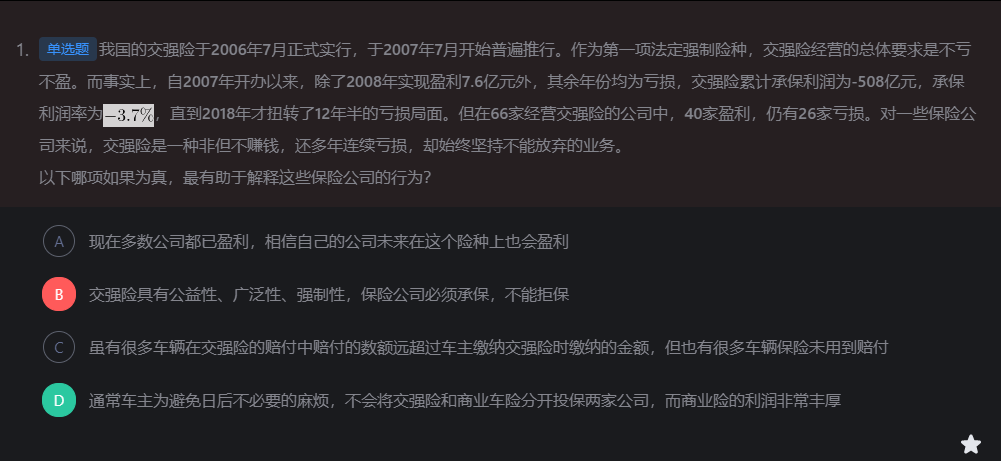 1. 单选题 我国的交强险于2006年7月正式实行，于2007年7月开始普遍推行。作为第一项法定强制险种，交强险经营的总体要求是不亏
不盈。而事实上，自2007年开办以来，除了2008年实现盈利7.6亿元外，其余年份均为亏损，交强险累计承保利润为-508亿元，承保
利润率为−3.7%，直到2018年才扭转了12年半的亏损局面。但在66家经营交强险的公司中，40家盈利，仍有26家亏损。对一些保险公
司来说，交强险是一种非但不赚钱，还多年连续亏损，却始终坚持不能放弃的业务。
以下哪项如果为真，最有助于解释这些保险公司的行为？
A 现在多数公司都已盈利，相信自己的公司未来在这个险种上也会盈利
B 交强险具有公益性、广泛性、强制性，保险公司必须承保，不能拒保
C 虽有很多车辆在交强险的赔付中赔付的数额远超过车主缴纳交强险时缴纳的金额，但也有很多车辆保险未用到赔付
D 通常车主为避免日后不必要的麻烦，不会将交强险和商业车险分开投保两家公司，而商业险的利润非常丰厚